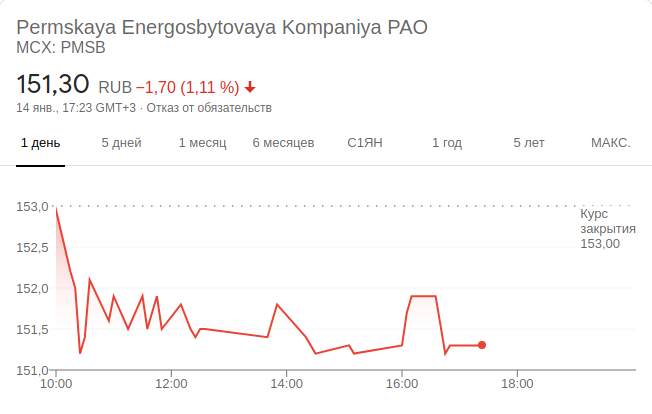 Permskaya Energosbytovaya Kompaniya PAO
MCX: PMSB
151,30 RUB −1,70 (1,11 %)
14 янв., 17:23 GMT+3 · Отказ от обязательств
1 день 5 дней 1 месяц 6 месяцев С1ЯН 1 год 5 лет МАКС.
153,0
Курс
закрытия
153,00
152,5
152,0
151,5
151,0
10:00 12:00 14:00 16:00 18:00